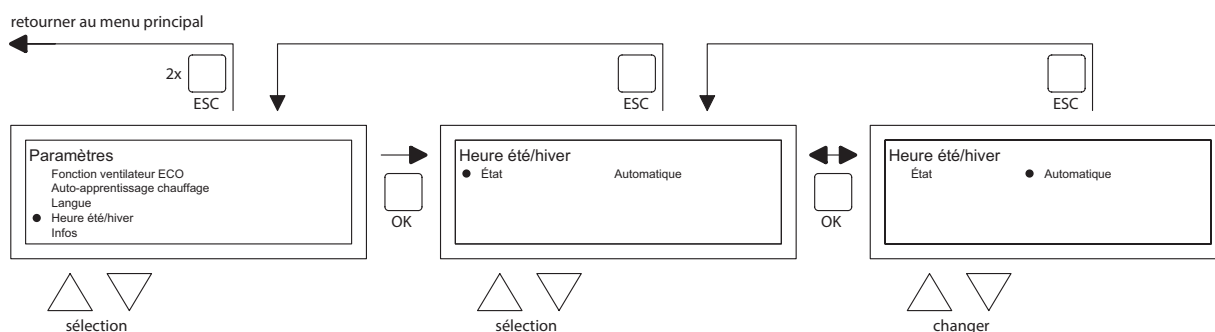 retourner au menu principal
2x
ESC
ESC
ESC
Paramètres
Fonction ventilateur ECO
Auto-apprentissage chauffage
Langue
Heure été/hiver
Infos
OK
Heure été/hiver
État Automatique
OK
Heure été/hiver
État Automatique
sélection
sélection
changer